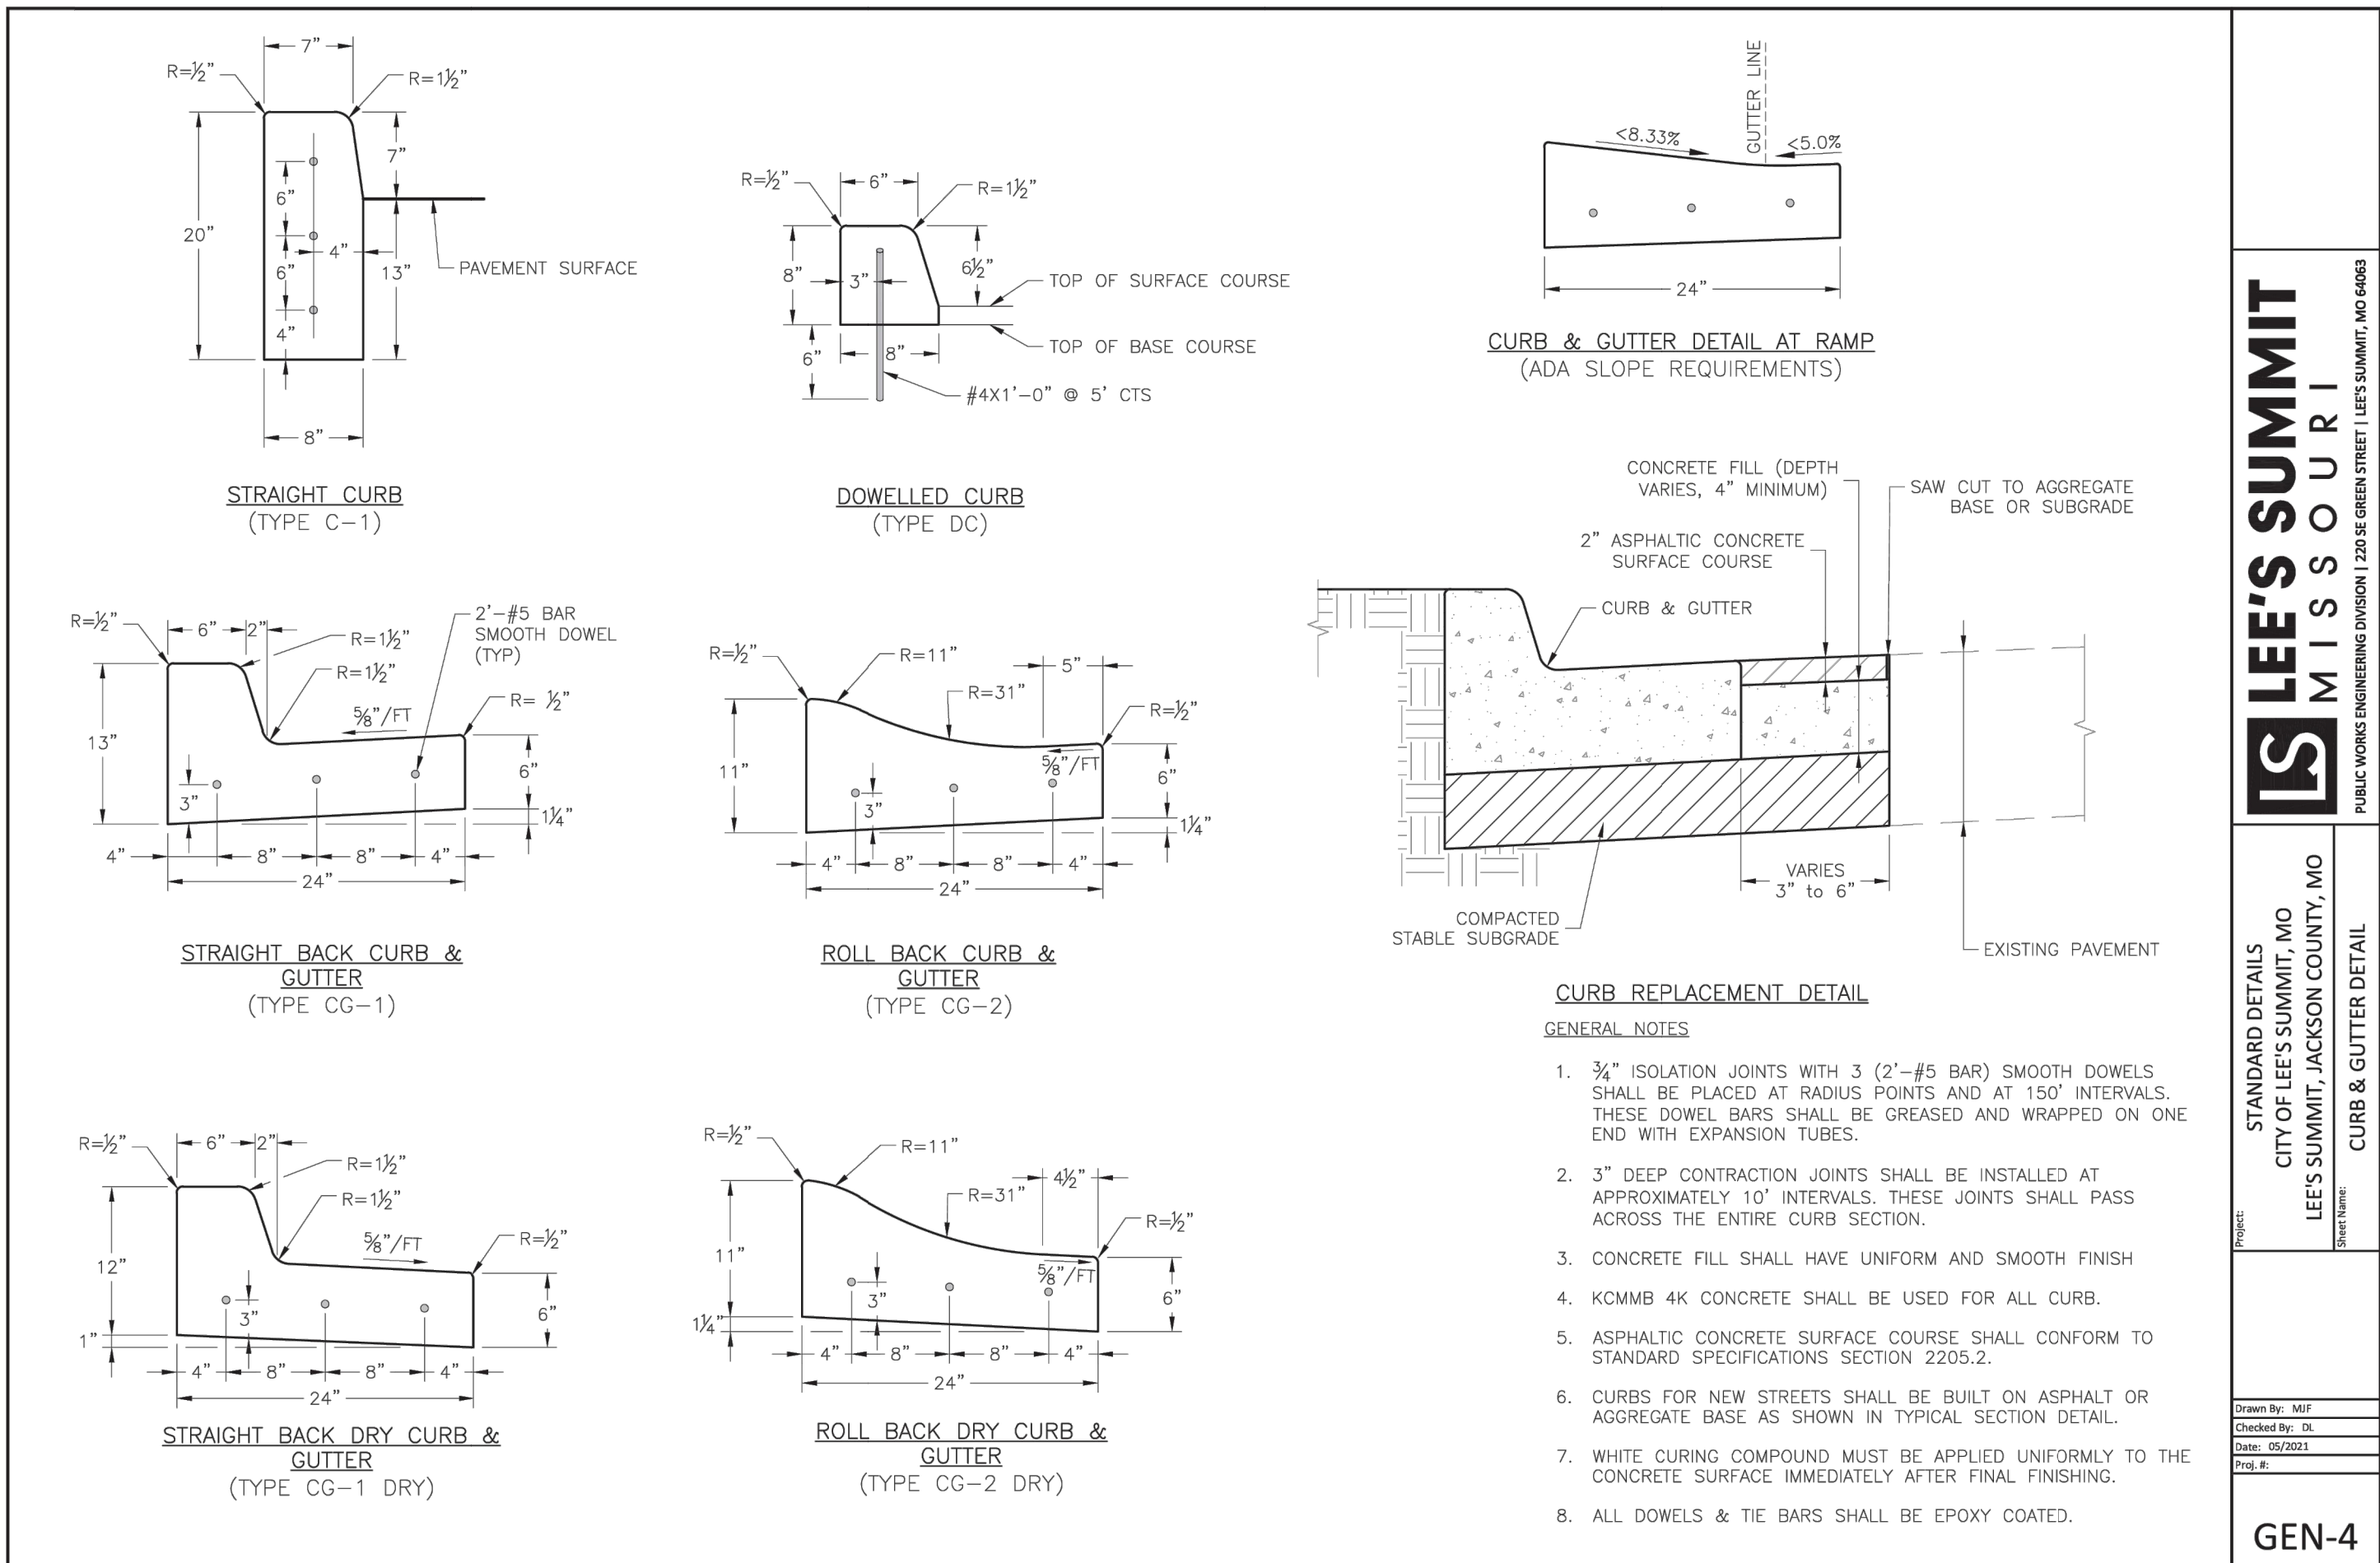 7"
R=½"
R=1½"
7"
6"
20"
4"
6"
13"
PAVEMENT SURFACE
4"
8"
STRAIGHT CURB
(TYPE C-1)
R=½"
6"
R=1½"
8"
3"
6½"
TOP OF SURFACE COURSE
TOP OF BASE COURSE
6"
8"
#4X1'-0" @ 5' CTS
DOWELLED CURB
(TYPE DC)
GUTTER LINE
<8.33%
<5.0%
24"
CURB & GUTTER DETAIL AT RAMP
(ADA SLOPE REQUIREMENTS)
R=½"
6"
2"
R=1½"
R=1½"
2'-#5 BAR
SMOOTH DOWEL
(TYP)
R= ½"
⅝"/FT
13"
3"
6"
1¼"
4"
8"
8"
4"
24"
STRAIGHT BACK CURB &
GUTTER
(TYPE CG-1)
R=½"
R=11"
5"
R=31"
R=½"
⅝"/FT
11"
3"
6"
1¼"
4"
8"
8"
4"
24"
ROLL BACK CURB &
GUTTER
(TYPE CG-2)
CONCRETE FILL (DEPTH
VARIES, 4" MINIMUM)
SAW CUT TO AGGREGATE
BASE OR SUBGRADE
2" ASPHALTIC CONCRETE
SURFACE COURSE
CURB & GUTTER
VARIES
3" to 6"
COMPACTED
STABLE SUBGRADE
EXISTING PAVEMENT
CURB REPLACEMENT DETAIL
R=½"
6"
2"
R=1½"
R=1½"
⅝"/FT
R=½"
12"
3"
6"
1"
4"
8"
8"
4"
24"
STRAIGHT BACK DRY CURB &
GUTTER
(TYPE CG-1 DRY)
R=½"
R=11"
4½"
R=31"
R=½"
⅝"/FT
11"
3"
6"
1¼"
4"
8"
8"
4"
24"
ROLL BACK DRY CURB &
GUTTER
(TYPE CG-2 DRY)
GENERAL NOTES
1. ¾" ISOLATION JOINTS WITH 3 (2'-#5 BAR) SMOOTH DOWELS
SHALL BE PLACED AT RADIUS POINTS AND AT 150' INTERVALS.
THESE DOWEL BARS SHALL BE GREASED AND WRAPPED ON ONE
END WITH EXPANSION TUBES.
2. 3" DEEP CONTRACTION JOINTS SHALL BE INSTALLED AT
APPROXIMATELY 10' INTERVALS. THESE JOINTS SHALL PASS
ACROSS THE ENTIRE CURB SECTION.
3. CONCRETE FILL SHALL HAVE UNIFORM AND SMOOTH FINISH
4. KCMMB 4K CONCRETE SHALL BE USED FOR ALL CURB.
5. ASPHALTIC CONCRETE SURFACE COURSE SHALL CONFORM TO
STANDARD SPECIFICATIONS SECTION 2205.2.
6. CURBS FOR NEW STREETS SHALL BE BUILT ON ASPHALT OR
AGGREGATE BASE AS SHOWN IN TYPICAL SECTION DETAIL.
7. WHITE CURING COMPOUND MUST BE APPLIED UNIFORMLY TO THE
CONCRETE SURFACE IMMEDIATELY AFTER FINAL FINISHING.
8. ALL DOWELS & TIE BARS SHALL BE EPOXY COATED.
LS
LEE'S SUMMIT
MISSOURI
PUBLIC WORKS ENGINEERING DIVISION | 220 SE GREEN STREET | LEE'S SUMMIT, MO 64063
Project:
STANDARD DETAILS
CITY OF LEE'S SUMMIT, MO
LEE'S SUMMIT, JACKSON COUNTY, MO
Sheet Name:
CURB & GUTTER DETAIL
Drawn By: MJF
Checked By: DL
Date: 05/2021
Proj. #:
GEN-4